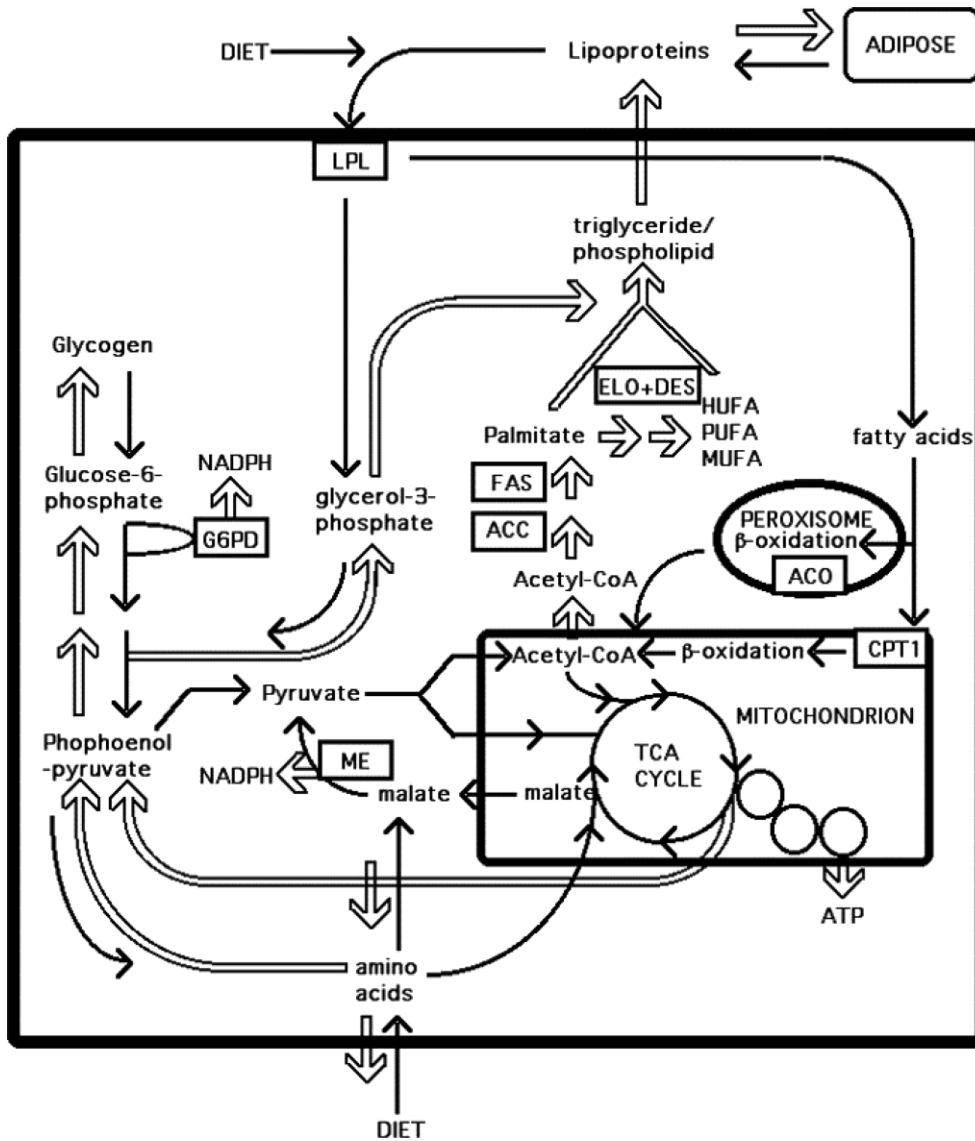 DIET
Lipoproteins
ADIPOSE
LPL
triglyceride/
phospholipid
Glycogen
ELO+DES
HUFA
PUFA
MUFA
Palmitate
fatty acids
NADPH
Glucose-6-
phosphate
glycerol-3-
phosphate
FAS
G6PD
ACC
PEROXISOME
β-oxidation
ACO
Acetyl-CoA
Acetyl-CoA
β-oxidation
CPT1
Pyruvate
MITOCHONDRION
Phophoenol
-pyruvate
TCA
CYCLE
NADPH
ME
malate
malate
ATP
amino
acids
DIET